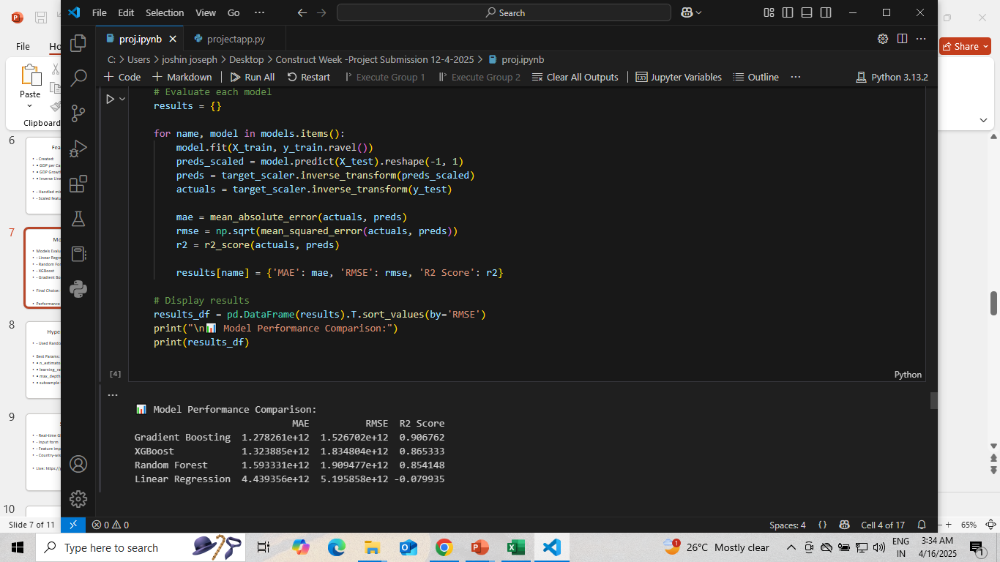 File Edit Selection View Go ···
Search
proj.ipynb
projectapp.py
C: > Users > joshin joseph > Desktop > Construct Week -Project Submission 12-4-2025 > proj.ipynb
Code Markdown Run All Restart Execute Group 1 Execute Group 2 Clear All Outputs Jupyter Variables Outline ··· Python 3.13.2
# Evaluate each model
results = {}
for name, model in models.items():
model.fit(X_train, y_train.ravel())
preds_scaled = model.predict(X_test).reshape(-1, 1)
preds = target_scaler.inverse_transform(preds_scaled)
actuals = target_scaler.inverse_transform(y_test)
mae = mean_absolute_error(actuals, preds)
rmse = np.sqrt(mean_squared_error(actuals, preds))
r2 = r2_score(actuals, preds)
results[name] = {'MAE': mae, 'RMSE': rmse, 'R2 Score': r2}
# Display results
results_df = pd.DataFrame(results).T.sort_values(by='RMSE')
print("\n📊 Model Performance Comparison:")
print(results_df)
[4]
Python
···
📊 Model Performance Comparison:
MAE RMSE R2 Score
Gradient Boosting 1.278261e+12 1.526702e+12 0.906762
XGBoost 1.323885e+12 1.834804e+12 0.865333
Random Forest 1.593331e+12 1.909477e+12 0.854148
Linear Regression 4.439356e+12 5.195858e+12 -0.079935
0 0
Spaces: 4 {} Cell 4 of 17
File
Share
Paste
Clipboard
6
- Created:
• GDP per Ca
• GDP Growth
• Inverse Line
- Handled mi
- Scaled featu
7
Models Evalu
- Linear Regre
- Random For
- XGBoost
- Gradient Bo
Final Choice:
Performance
8
Hype
- Used Rando
Best Params:
• n_estimato
• learning_ra
• max_depth
• subsample
9
- Real-time G
- Input form
- Feature imp
- Country-wi
10
Slide 7 of 11
65%
Type here to search
1
26°C Mostly clear
ENG
IN
3:34 AM
4/16/2025
1